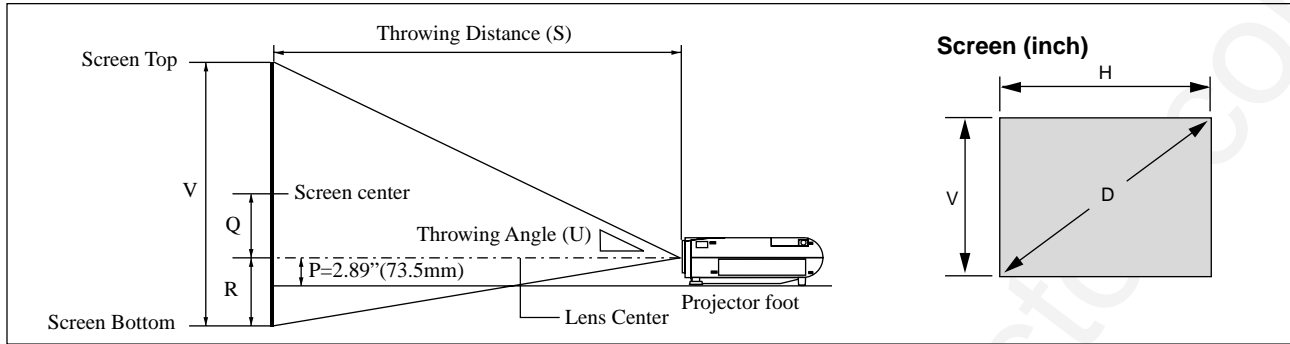 Throwing Distance (S)
Screen Top
V
Screen center
Q
Throwing Angle (U)
P=2.89”(73.5mm)
R
Projector foot
Screen Bottom
Lens Center
Screen (inch)
H
V
D